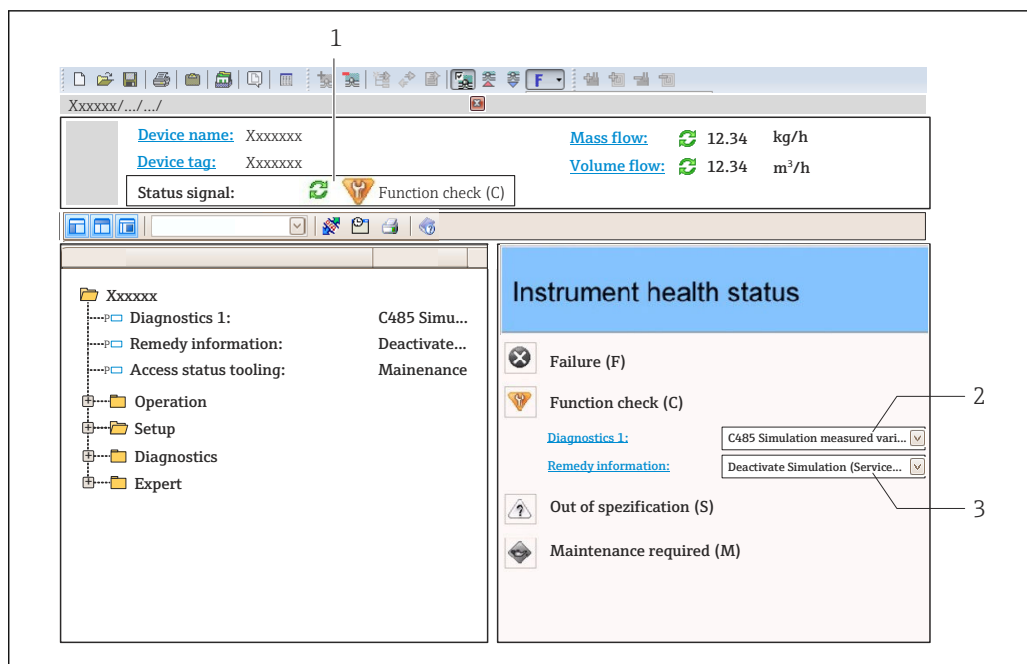 1
F
Xxxxxx/.../.../
Device name: Xxxxxxx
Mass flow: 12.34 kg/h
Device tag: Xxxxxxx
Volume flow: 12.34 m³/h
Status signal: Function check (C)
Xxxxxx
P Diagnostics 1: C485 Simu...
P Remedy information: Deactivate...
P Access status tooling: Mainenance
Operation
Setup
Diagnostics
Expert
Instrument health status
Failure (F)
Function check (C)
2
Diagnostics 1: C485 Simulation measured vari...
Remedy information: Deactivate Simulation (Service...
Out of spezification (S)
3
Maintenance required (M)